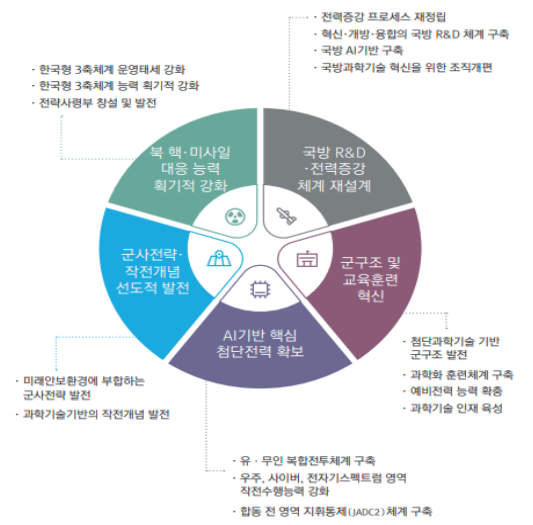 · 전력증강 프로세스 재정립
· 혁신·개방·융합의 국방 R&D 체계 구축
· 국방 AI기반 구축
· 국방과학기술 혁신을 위한 조직개편
· 한국형 3축체계 운영태세 강화
· 한국형 3축체계 능력 획기적 강화
· 전략사령부 창설 및 발전
북 핵·미사일
대응 능력
획기적 강화
국방 R&D
·전력증강
체계 재설계
군사전략·
작전개념
선도적 발전
군구조 및
교육훈련
혁신
AI기반 핵심
첨단전력 확보
· 첨단과학기술 기반
군구조 발전
· 과학화 훈련체계 구축
· 예비전력 능력 확충
· 과학기술 인재 육성
· 미래안보환경에 부합하는
군사전략 발전
· 과학기술기반의 작전개념 발전
· 유 · 무인 복합전투체계 구축
· 우주, 사이버, 전자기스펙트럼 영역
작전수행능력 강화
· 합동 전 영역 지휘통제(JADC2)체계 구축